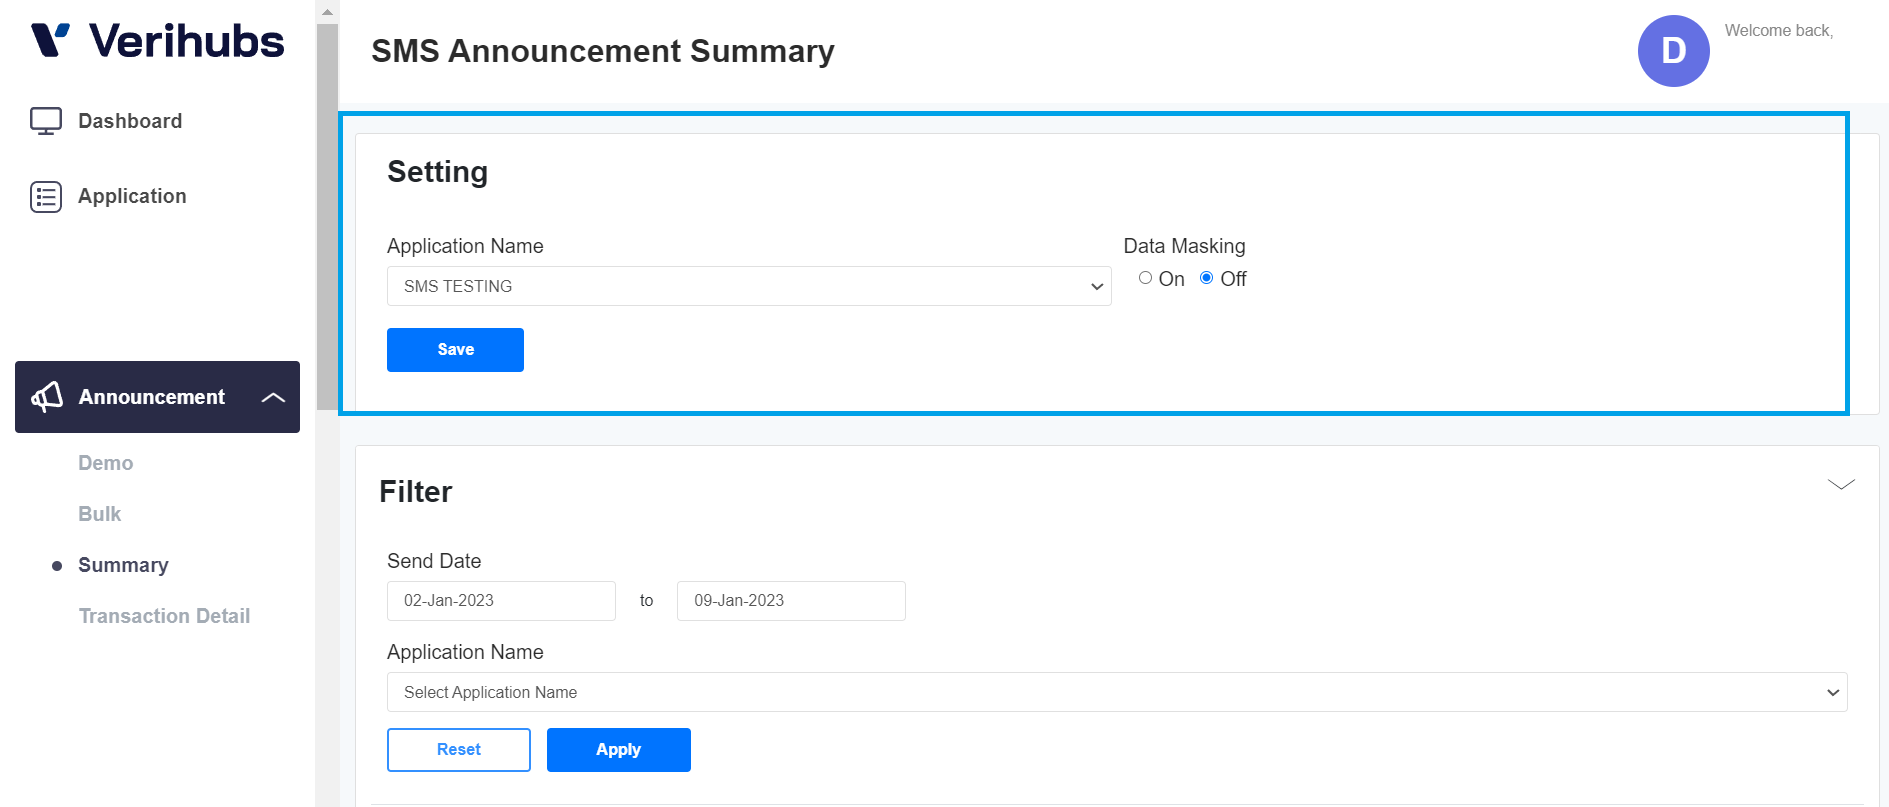 Verihubs
Dashboard
Application
Announcement
Demo
Bulk
Summary
Transaction Detail
SMS Announcement Summary
D
Welcome back,
Setting
Application Name
SMS TESTING
Data Masking
On Off
Save
Filter
Send Date
02-Jan-2023 to 09-Jan-2023
Application Name
Select Application Name
Reset Apply